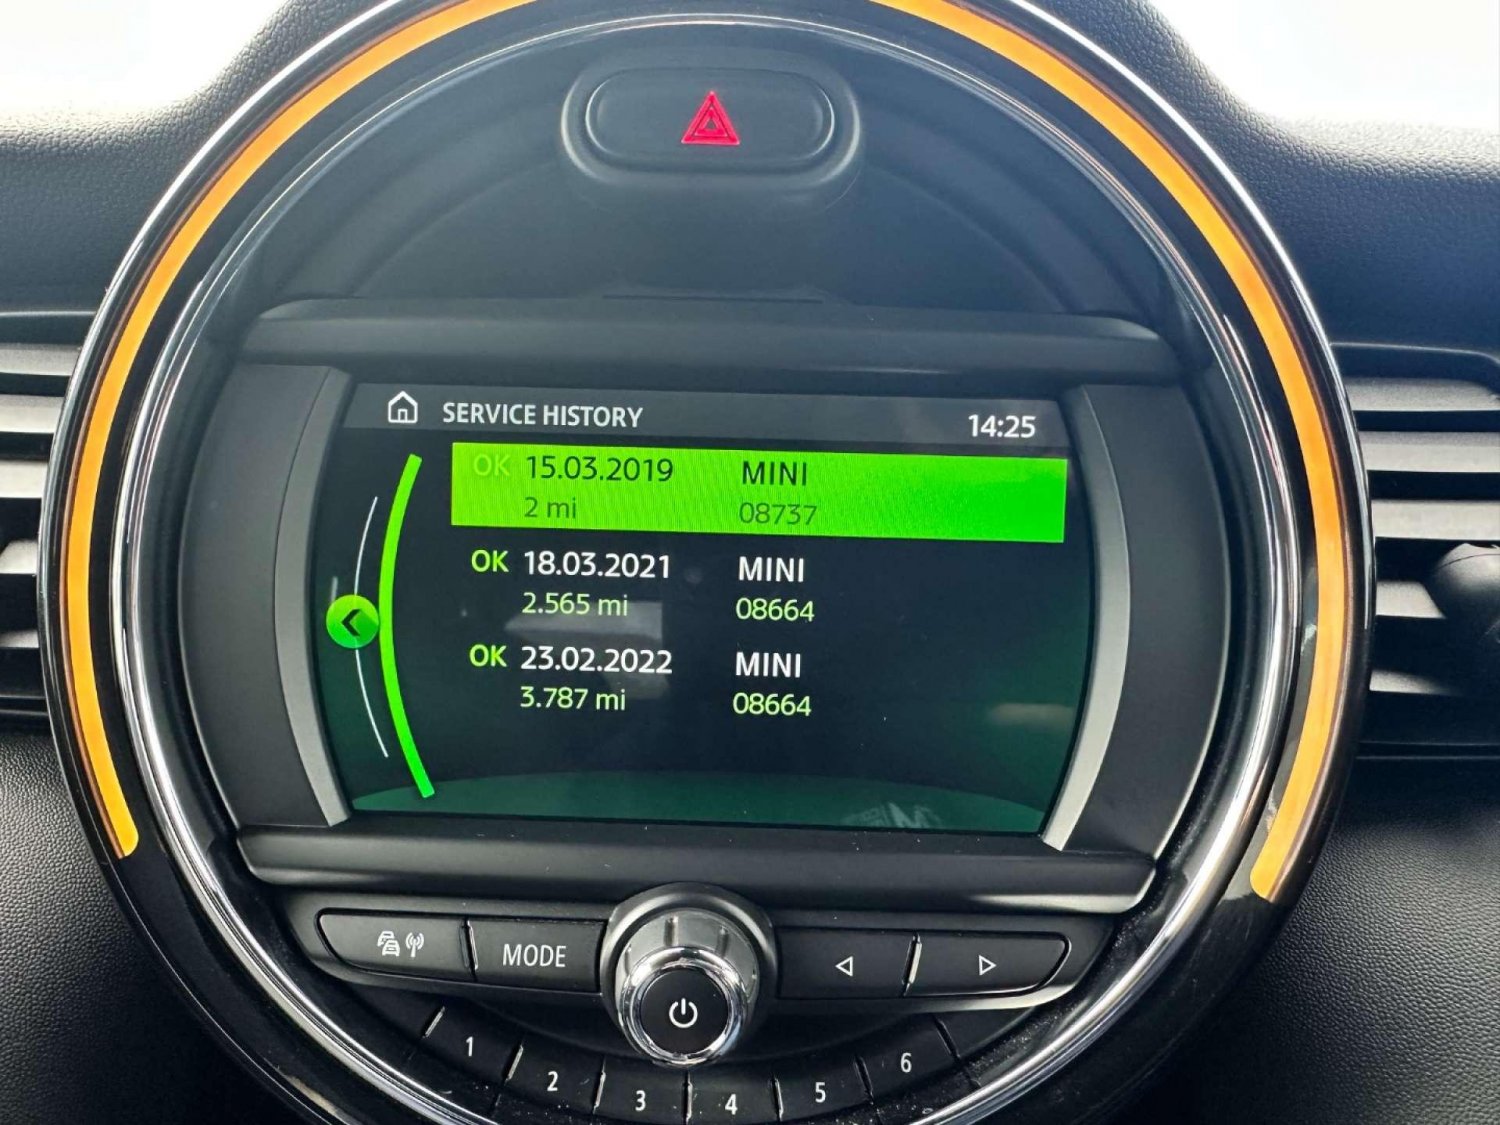 SERVICE HISTORY 14:25
OK 15.03.2019 MINI
2 mi 08737
OK 18.03.2021 MINI
2.565 mi 08664
OK 23.02.2022 MINI
3.787 mi 08664
MODE
1 2 3 4 5 6